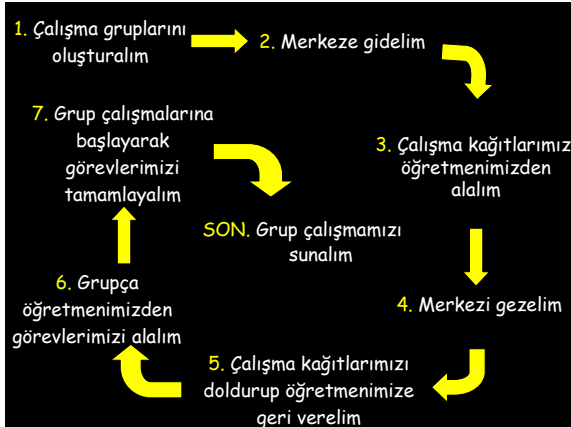 1. Çalışma gruplarını
oluşturalım
2. Merkeze gidelim
3. Çalışma kağıtlarımız
öğretmenimizden
alalım
4. Merkezi gezelim
5. Çalışma kağıtlarımızı
doldurup öğretmenimize
geri verelim
6. Grupça
öğretmenimizden
görevlerimizi alalım
7. Grup çalışmalarına
başlayarak
görevlerimizi
tamamlayalım
SON. Grup çalışmamızı
sunalım